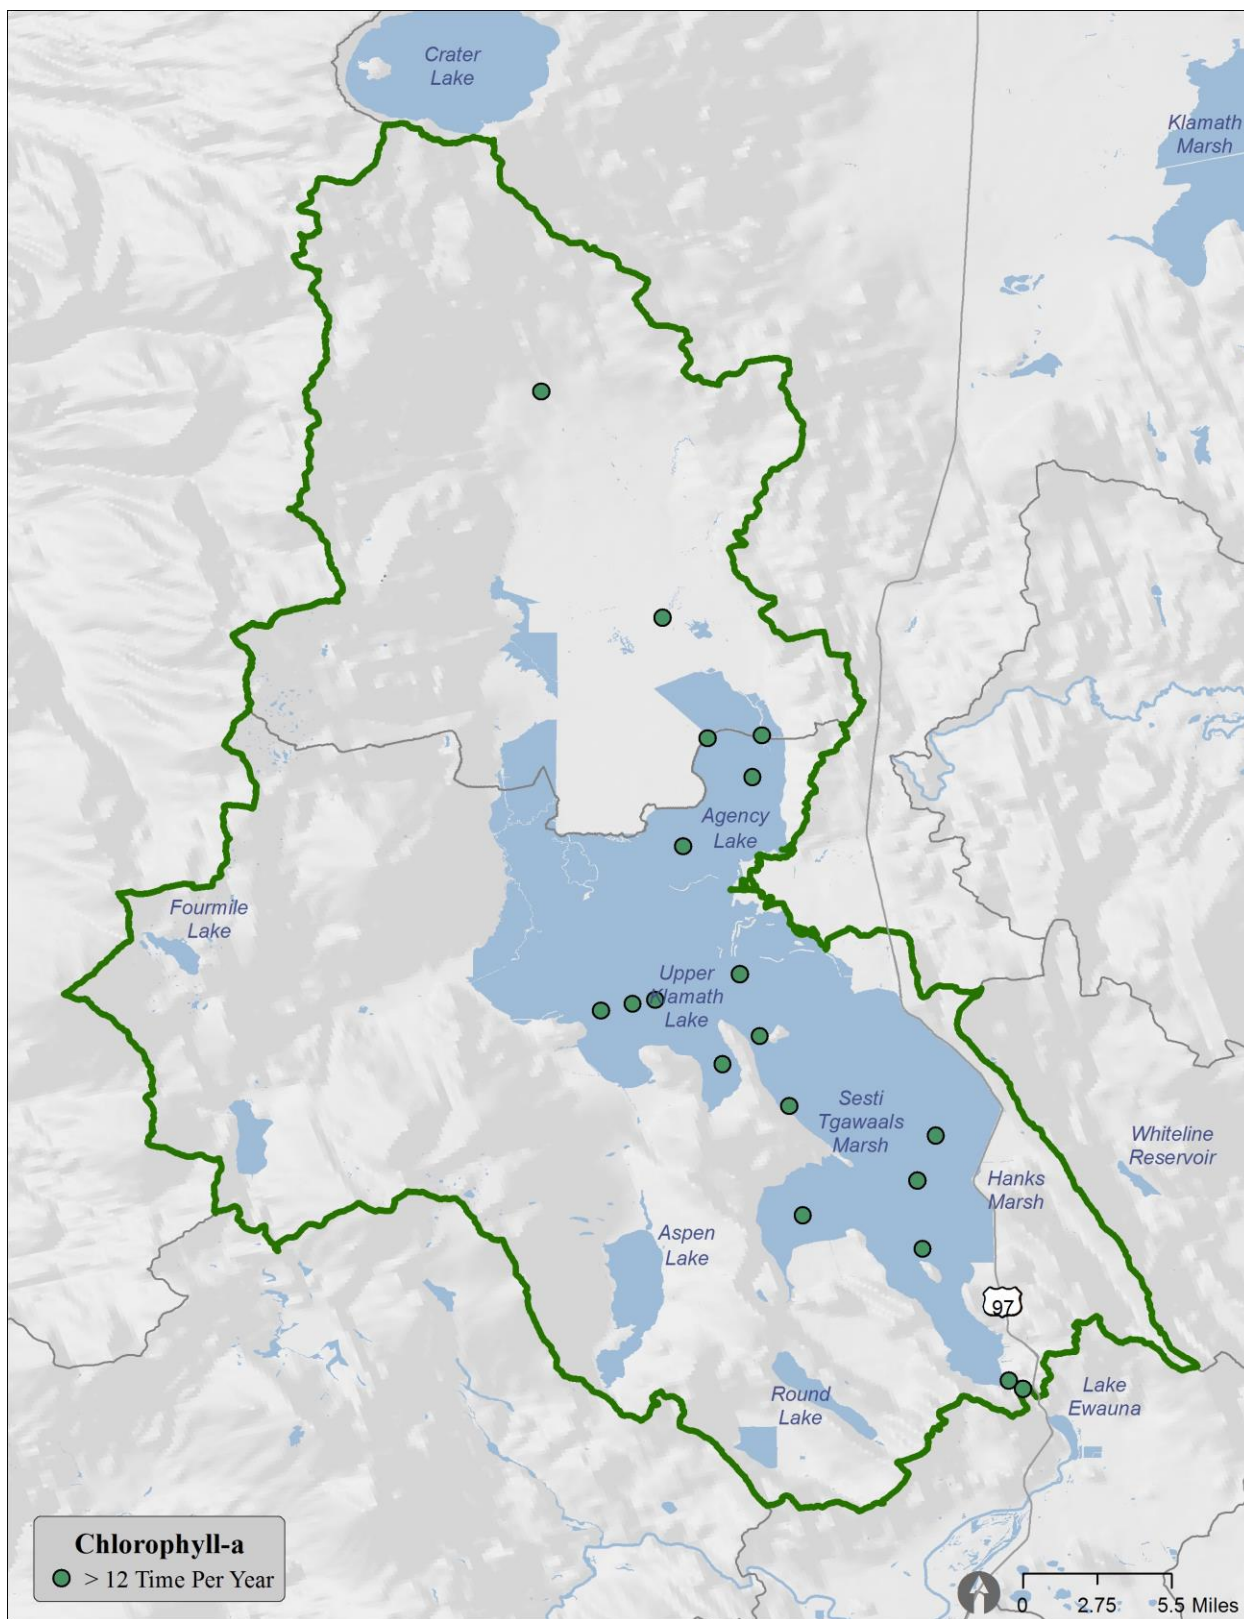 Crater
Lake
Klamath
Marsh
Agency
Lake
Fourmile
Lake
Upper
Klamath
Lake
Sesti
Tgawaals
Marsh
Whiteline
Reservoir
Hanks
Marsh
Aspen
Lake
97
Round
Lake
Lake
Ewauna
Chlorophyll-a
> 12 Time Per Year
0 2.75 5.5 Miles